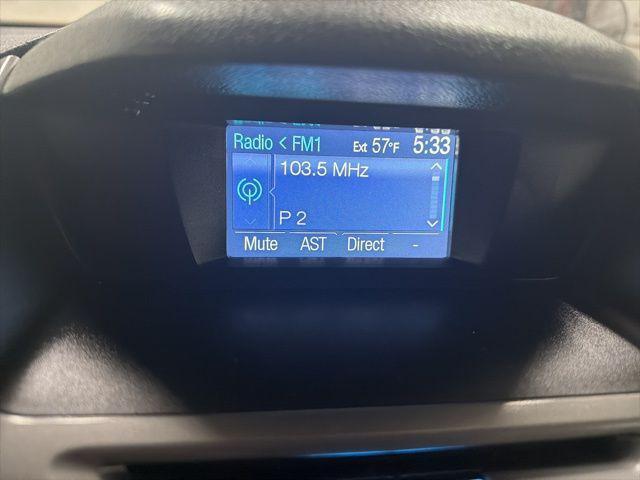 Radio < FM1 Ext 57°F 5:33
103.5 MHz
P 2
Mute AST Direct -